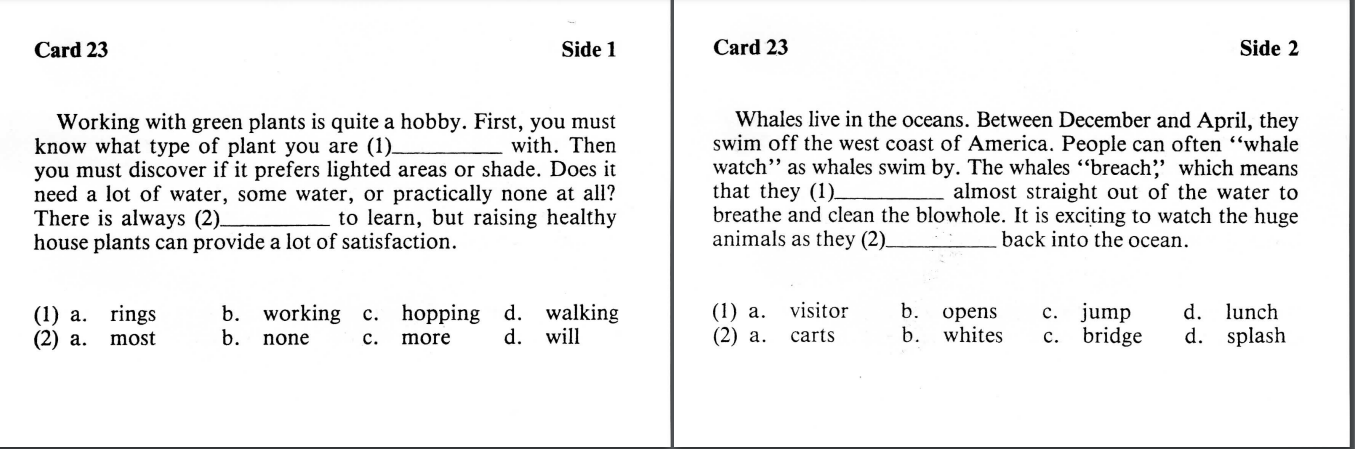 Card 23 Side 1
Working with green plants is quite a hobby. First, you must
know what type of plant you are (1)__________ with. Then
you must discover if it prefers lighted areas or shade. Does it
need a lot of water, some water, or practically none at all?
There is always (2)__________ to learn, but raising healthy
house plants can provide a lot of satisfaction.
(1) a. rings b. working c. hopping d. walking
(2) a. most b. none c. more d. will
Card 23 Side 2
Whales live in the oceans. Between December and April, they
swim off the west coast of America. People can often “whale
watch” as whales swim by. The whales “breach,” which means
that they (1)__________ almost straight out of the water to
breathe and clean the blowhole. It is exciting to watch the huge
animals as they (2)__________ back into the ocean.
(1) a. visitor b. opens c. jump d. lunch
(2) a. carts b. whites c. bridge d. splash